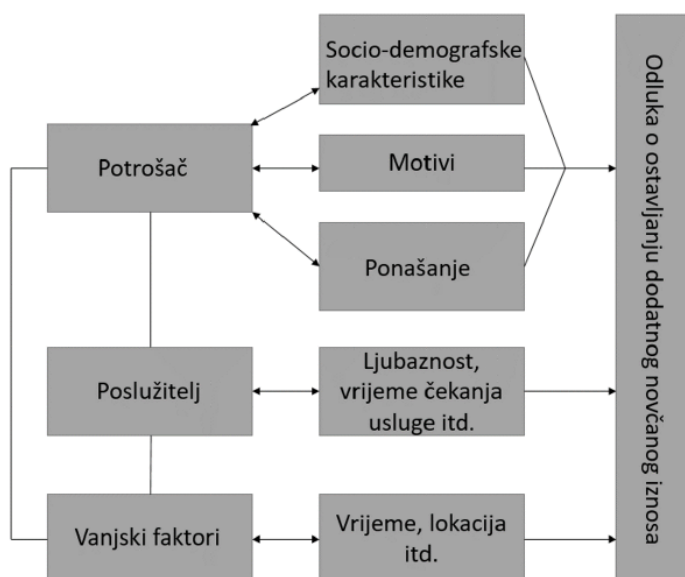 Socio-demografske
karakteristike
Potrošač
Motivi
Ponašanje
Poslužitelj
Ljubaznost,
vrijeme čekanja
usluge itd.
Vanjski faktori
Vrijeme, lokacija
itd.
Odluka o ostavljanju dodatnog novčanog iznosa